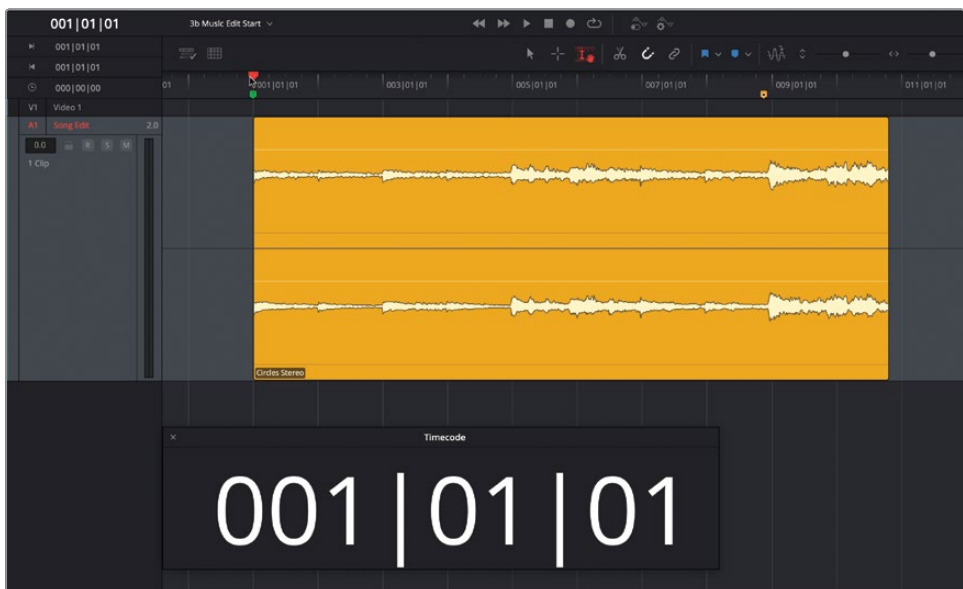 001|01|01 3b Music Edit Start
001|01|01
001|01|01
000|00|00 01 001|01|01 003|01|01 005|01|01 007|01|01 009|01|01 011|01|01
V1 Video 1
A1 Song Edit 2.0
0.0 R S M
1 Clip
Circles Stereo
Timecode
001|01|01